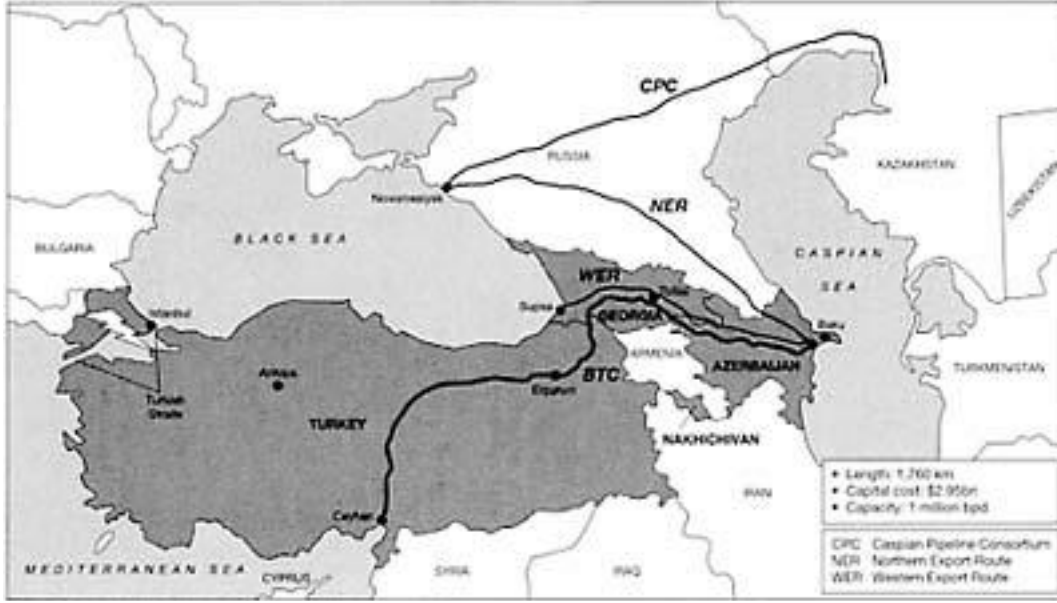 CPC
RUSSIA
KAZAKHSTAN
UZBEKISTAN
NER
BLACK SEA
BULGARIA
CASPIAN
SEA
WER
Supsa
Istanbul
GEORGIA
Baku
ARMENIA
AZERBAIJAN
TURKMENISTAN
BTC
Erzurum
Ankara
Turkish
Straits
TURKEY
NAKHICHIVAN
IRAN
Ceyhan
• Length: 1,760 km
• Capital cost: $2.95bn
• Capacity: 1 million bpd
MEDITERRANEAN SEA
CYPRUS
SYRIA
IRAQ
CPC Caspian Pipeline Consortium
NER Northern Export Route
WER Western Export Route